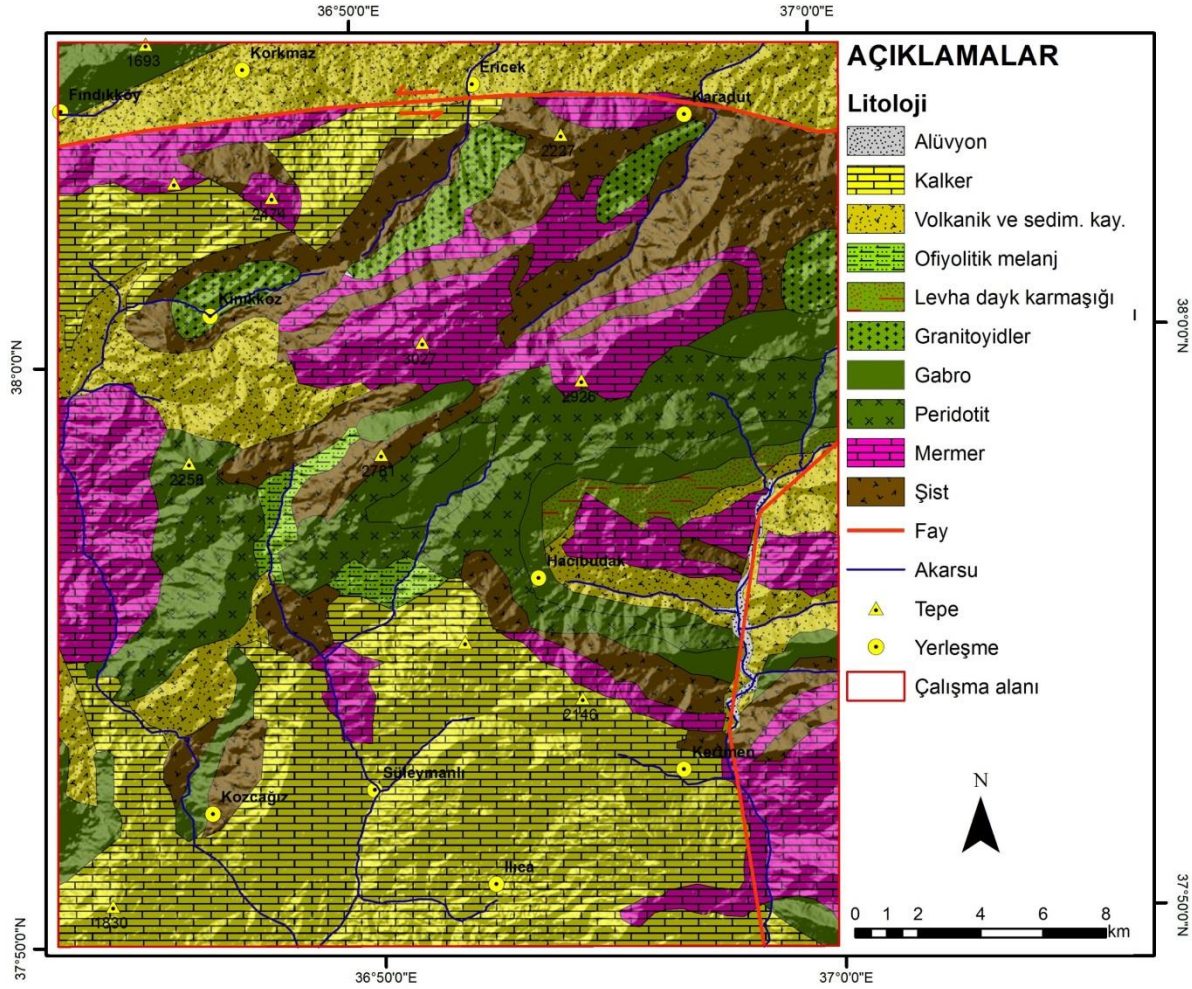 36°50'0"E
37°0'0"E
1693
Korkmaz
Ericek
Fındıkköy
Karadut
2227
2474
Kınıkkoz
3027
2926
2258
2781
Hacıbudak
2146
Kertmen
Süleymanlı
Kozcağız
Ilıca
1830
38°0'0"N
37°50'0"N
38°0'0"N
37°50'0"N
36°50'0"E
37°0'0"E
AÇIKLAMALAR
Litoloji
Alüvyon
Kalker
Volkanik ve sedim. kay.
Ofiyolitik melanj
Levha dayk karmaşığı
Granitoyidler
Gabro
Peridotit
Mermer
Şist
Fay
Akarsu
Tepe
Yerleşme
Çalışma alanı
N
0 1 2 4 6 8
km